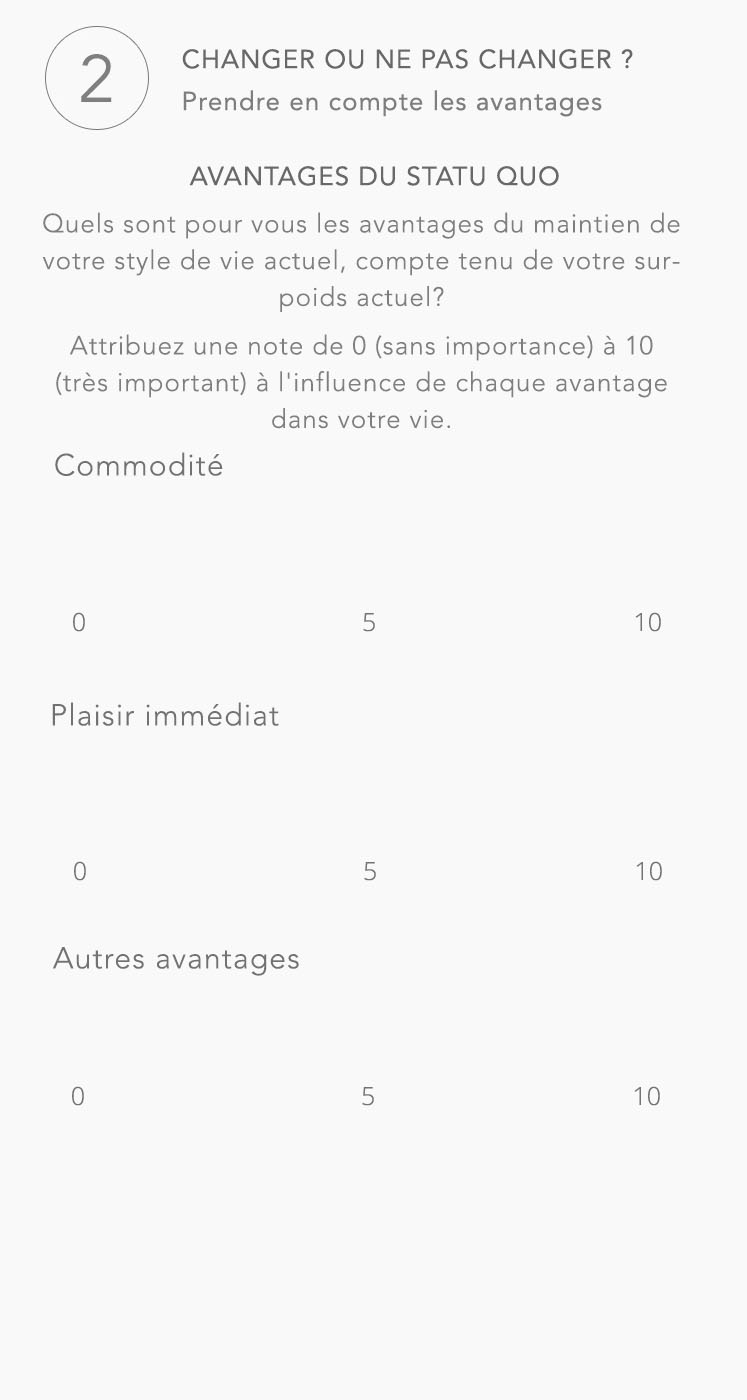 2
CHANGER OU NE PAS CHANGER ?
Prendre en compte les avantages
AVANTAGES DU STATU QUO
Quels sont pour vous les avantages du maintien de
votre style de vie actuel, compte tenu de votre sur-
poids actuel?
Attribuez une note de 0 (sans importance) à 10
(très important) à l'influence de chaque avantage
dans votre vie.
Commodité
0 5 10
Plaisir immédiat
0 5 10
Autres avantages
0 5 10